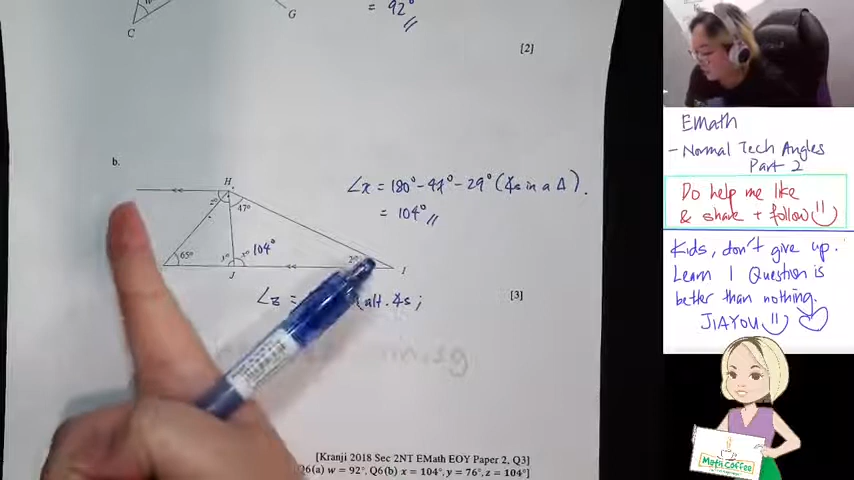 C
G
= 92°
[2]
b.
H
z°
47°
65°
y°
x°
104°
J
I
∠x = 180° - 47° - 29° (∠s in a Δ).
= 104°
∠z =
(alt. ∠s ;
[3]
[Kranji 2018 Sec 2NT EMath EOY Paper 2, Q3]
Q6(a) w = 92°, Q6(b) x = 104°, y = 76°, z = 104°]
EMath
- Normal Tech Angles
Part 2
Do help me like
& share + follow
Kids, don't give up.
Learn 1 Question is
better than nothing.
JIAYOU
Math Coffee